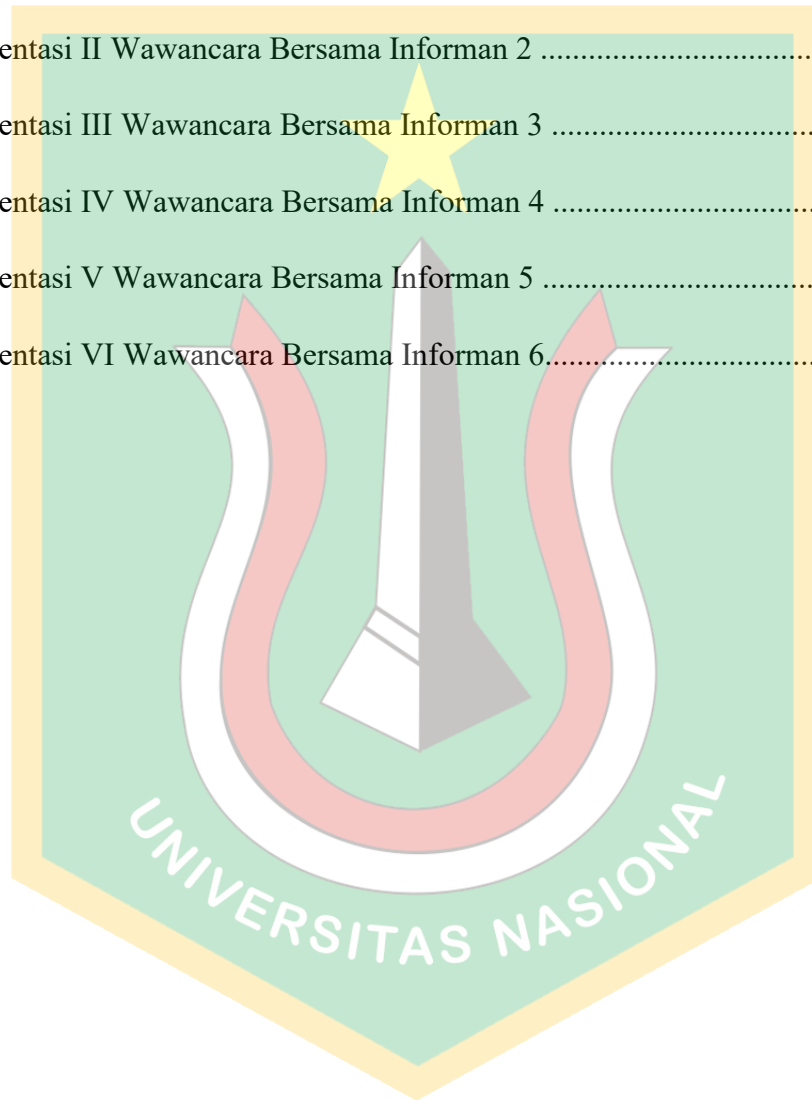 entasi II Wawancara Bersama Informan 2 ..................................
entasi III Wawancara Bersama Informan 3 .................................
entasi IV Wawancara Bersama Informan 4 .................................
entasi V Wawancara Bersama Informan 5 ..................................
entasi VI Wawancara Bersama Informan 6.................................
UNIVERSITAS NASIONAL